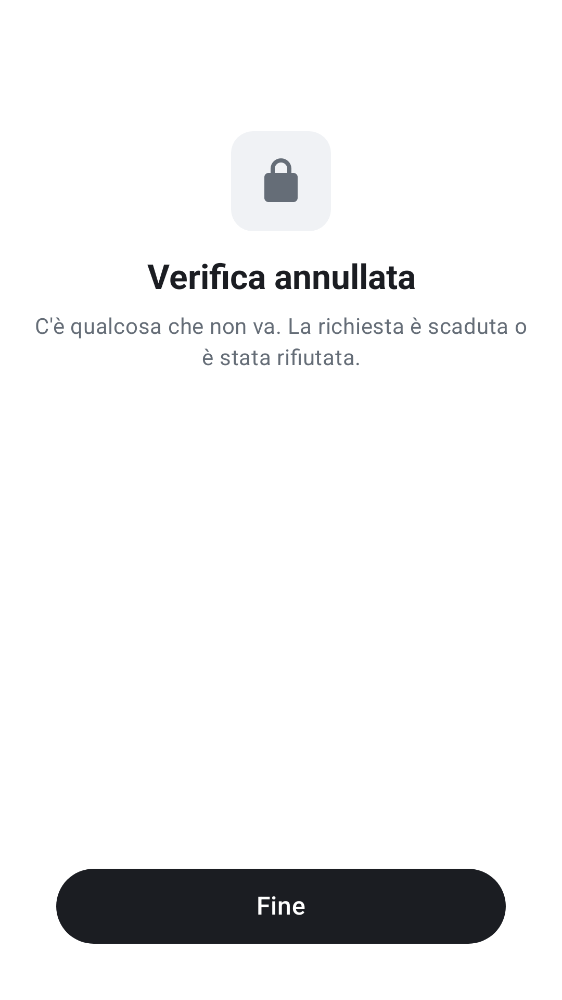 Verifica annullata
C'è qualcosa che non va. La richiesta è scaduta o
è stata rifiutata.
Fine